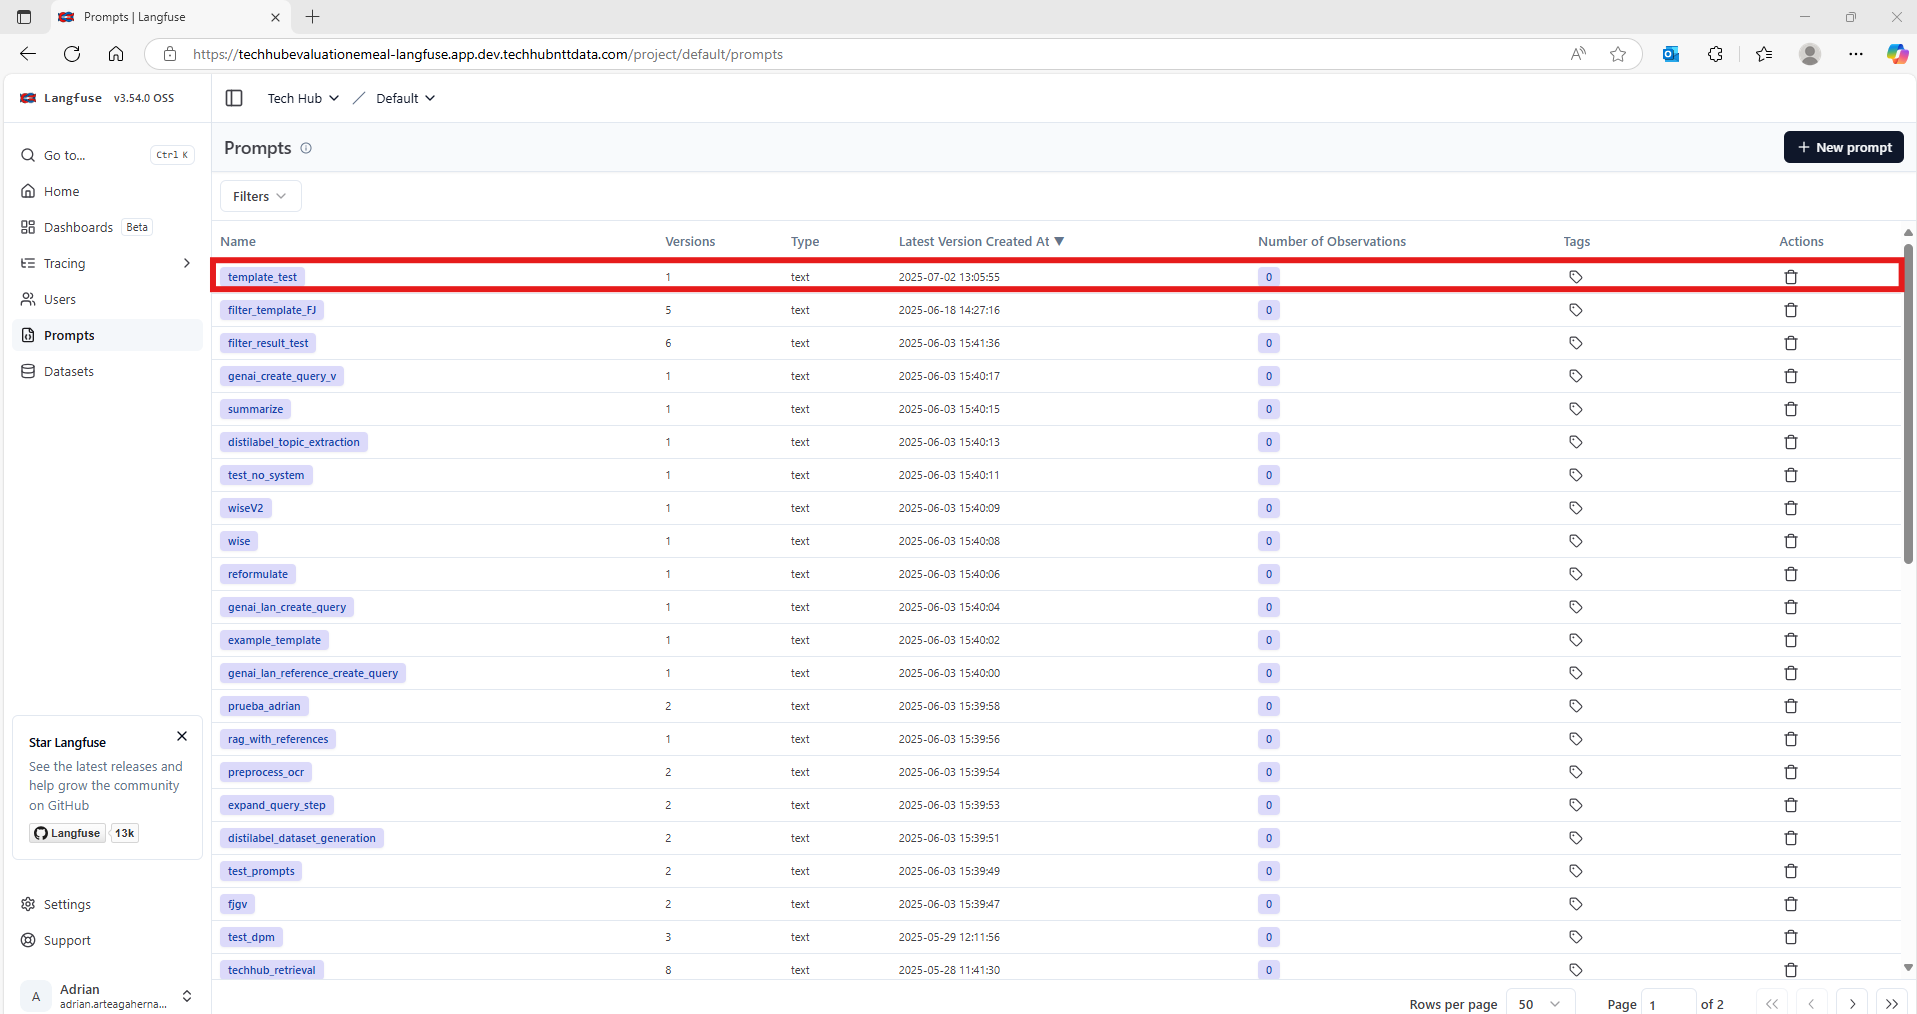 Prompts | Langfuse
https://techhubevaluationemeal-langfuse.app.dev.techhubnttdata.com/project/default/prompts
Langfuse v3.54.0 OSS
Tech Hub / Default
Go to... Ctrl K
Home
Dashboards Beta
Tracing
Users
Prompts
Datasets
Star Langfuse
See the latest releases and
help grow the community
on GitHub
Langfuse 13k
Settings
Support
A Adrian
adrian.arteagaherna...
Prompts
+ New prompt
Filters
Name Versions Type Latest Version Created At ▼ Number of Observations Tags Actions
template_test 1 text 2025-07-02 13:05:55 0
filter_template_FJ 5 text 2025-06-18 14:27:16 0
filter_result_test 6 text 2025-06-03 15:41:36 0
genai_create_query_v 1 text 2025-06-03 15:40:17 0
summarize 1 text 2025-06-03 15:40:15 0
distilabel_topic_extraction 1 text 2025-06-03 15:40:13 0
test_no_system 1 text 2025-06-03 15:40:11 0
wiseV2 1 text 2025-06-03 15:40:09 0
wise 1 text 2025-06-03 15:40:08 0
reformulate 1 text 2025-06-03 15:40:06 0
genai_lan_create_query 1 text 2025-06-03 15:40:04 0
example_template 1 text 2025-06-03 15:40:02 0
genai_lan_reference_create_query 1 text 2025-06-03 15:40:00 0
prueba_adrian 2 text 2025-06-03 15:39:58 0
rag_with_references 1 text 2025-06-03 15:39:56 0
preprocess_ocr 2 text 2025-06-03 15:39:54 0
expand_query_step 2 text 2025-06-03 15:39:53 0
distilabel_dataset_generation 2 text 2025-06-03 15:39:51 0
test_prompts 2 text 2025-06-03 15:39:49 0
fjgv 2 text 2025-06-03 15:39:47 0
test_dpm 3 text 2025-05-29 12:11:56 0
techhub_retrieval 8 text 2025-05-28 11:41:30 0
Rows per page 50 Page 1 of 2